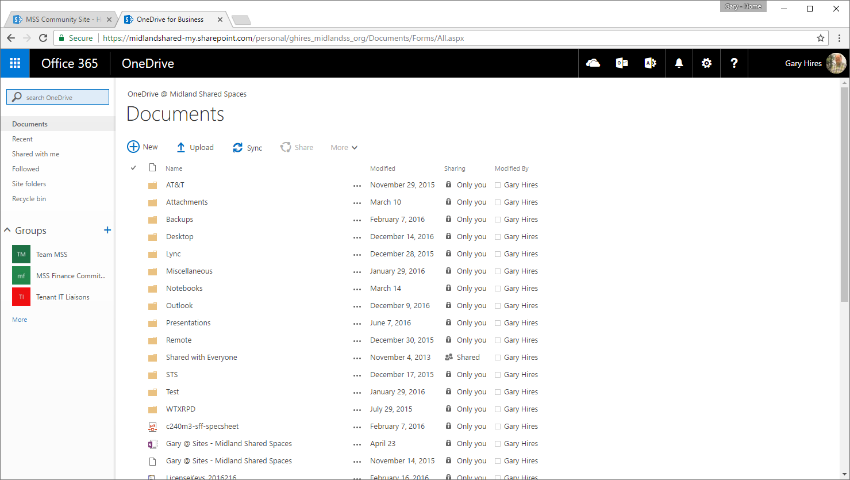 Gary - Home
MSS Community Site - H
OneDrive for Business
Secure https://midlandshared-my.sharepoint.com/personal/ghires_midlandss_org/Documents/Forms/All.aspx
Office 365 OneDrive Gary Hires
search OneDrive
Documents
Recent
Shared with me
Followed
Site folders
Recycle bin
Groups
TM Team MSS
mf MSS Finance Commit...
TI Tenant IT Liaisons
More
OneDrive @ Midland Shared Spaces
Documents
New Upload Sync Share More
Name Modified Sharing Modified By
AT&T ... November 29, 2015 Only you Gary Hires
Attachments ... March 10 Only you Gary Hires
Backups ... February 7, 2016 Only you Gary Hires
Desktop ... December 14, 2016 Only you Gary Hires
Lync ... December 28, 2015 Only you Gary Hires
Miscellaneous ... January 29, 2016 Only you Gary Hires
Notebooks ... March 14 Only you Gary Hires
Outlook ... December 9, 2016 Only you Gary Hires
Presentations ... June 7, 2016 Only you Gary Hires
Remote ... December 30, 2015 Only you Gary Hires
Shared with Everyone ... November 4, 2013 Shared Gary Hires
STS ... December 17, 2015 Only you Gary Hires
Test ... January 29, 2016 Only you Gary Hires
WTXRPD ... July 29, 2015 Only you Gary Hires
c240m3-sff-specsheet ... February 7, 2016 Only you Gary Hires
Gary @ Sites - Midland Shared Spaces ... April 23 Only you Gary Hires
Gary @ Sites - Midland Shared Spaces ... November 14, 2015 Only you Gary Hires
LicenseKeys_2016216 ... February 16, 2016 Only you Gary Hires